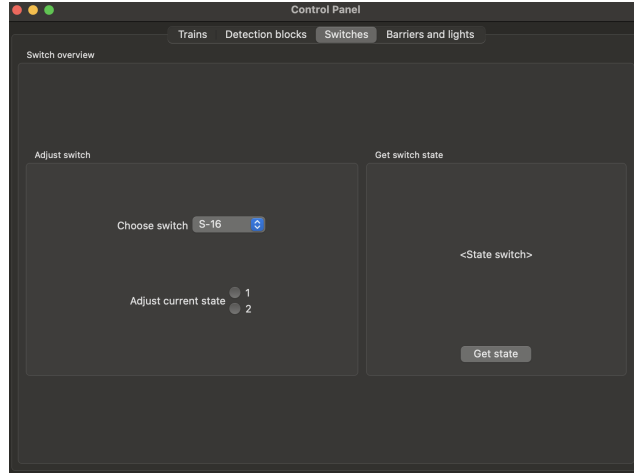 Control Panel
Trains Detection blocks Switches Barriers and lights
Switch overview
Adjust switch
Choose switch S-16
Adjust current state 1
2
Get switch state
<State switch>
Get state